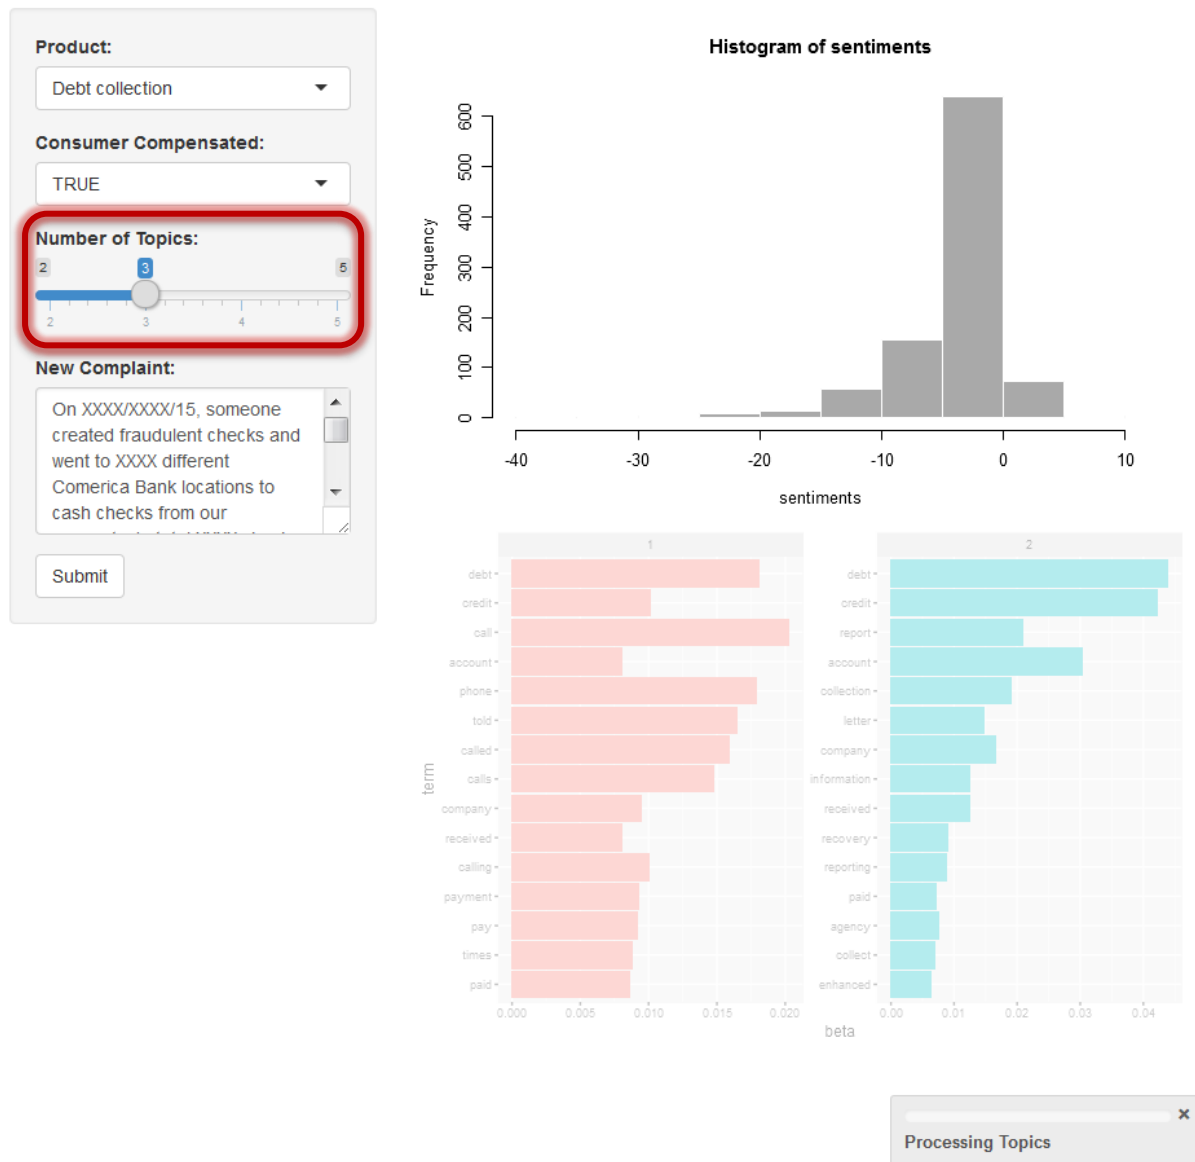 Product:
Debt collection
Consumer Compensated:
TRUE
Number of Topics:
2 3 5
2 3 4 5
New Complaint:
On XXXX/XXXX/15, someone
created fraudulent checks and
went to XXXX different
Comerica Bank locations to
cash checks from our
Submit
Histogram of sentiments
Frequency
600
500
400
300
200
100
0
-40 -30 -20 -10 0 10
sentiments
term
1
debt
credit
call
account
phone
told
called
calls
company
received
calling
payment
pay
times
paid
0.000 0.005 0.010 0.015 0.020
2
debt
credit
report
account
collection
letter
company
information
received
recovery
reporting
paid
agency
collect
enhanced
0.00 0.01 0.02 0.03 0.04
beta
Processing Topics